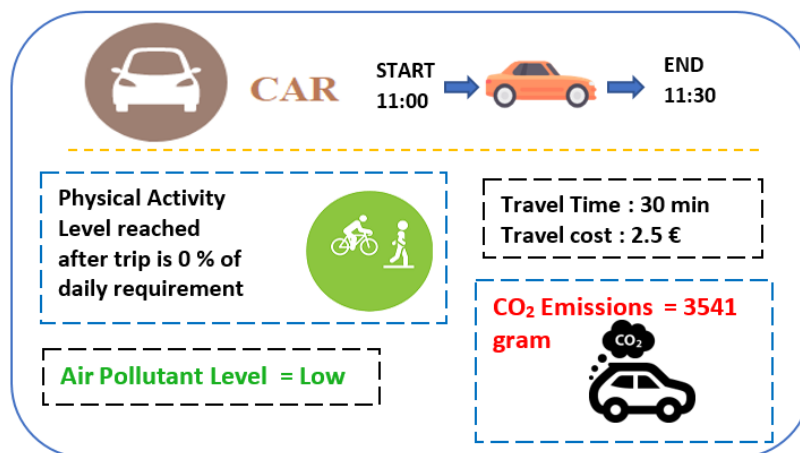 CAR
START
11:00
END
11:30
Physical Activity
Level reached
after trip is 0 % of
daily requirement
Travel Time : 30 min
Travel cost : 2.5 €
CO₂ Emissions = 3541
gram
CO₂
Air Pollutant Level = Low